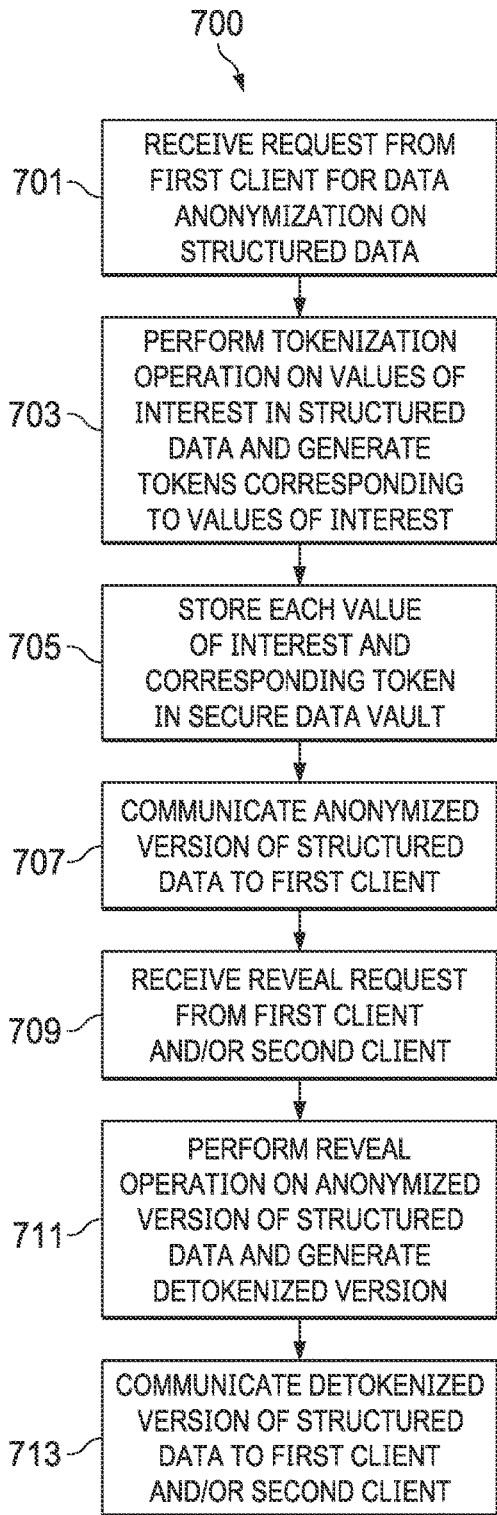 700
701
RECEIVE REQUEST FROM
FIRST CLIENT FOR DATA
ANONYMIZATION ON
STRUCTURED DATA
703
PERFORM TOKENIZATION
OPERATION ON VALUES OF
INTEREST IN STRUCTURED
DATA AND GENERATE
TOKENS CORRESPONDING
TO VALUES OF INTEREST
705
STORE EACH VALUE
OF INTEREST AND
CORRESPONDING TOKEN
IN SECURE DATA VAULT
707
COMMUNICATE ANONYMIZED
VERSION OF STRUCTURED
DATA TO FIRST CLIENT
709
RECEIVE REVEAL REQUEST
FROM FIRST CLIENT
AND/OR SECOND CLIENT
711
PERFORM REVEAL
OPERATION ON ANONYMIZED
VERSION OF STRUCTURED
DATA AND GENERATE
DETOKENIZED VERSION
713
COMMUNICATE DETOKENIZED
VERSION OF STRUCTURED
DATA TO FIRST CLIENT
AND/OR SECOND CLIENT